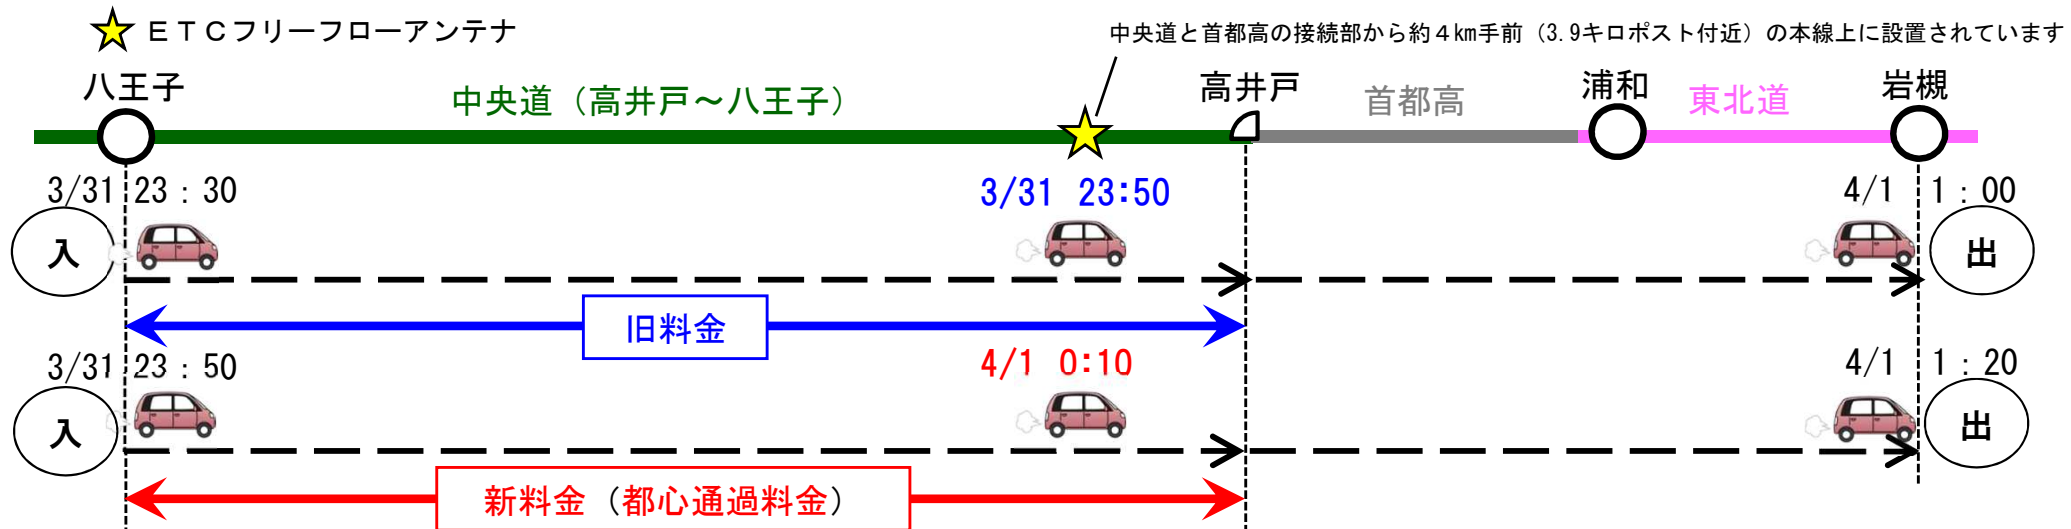 ETCフリーフローアンテナ
中央道と首都高の接続部から約4km手前（3.9キロポスト付近）の本線上に設置されています
八王子
中央道（高井戸～八王子）
高井戸
首都高
浦和
東北道
岩槻
3/31 23：30
3/31 23:50
4/1 1：00
入
出
旧料金
3/31 23：50
4/1 0:10
4/1 1：20
入
出
新料金（都心通過料金）